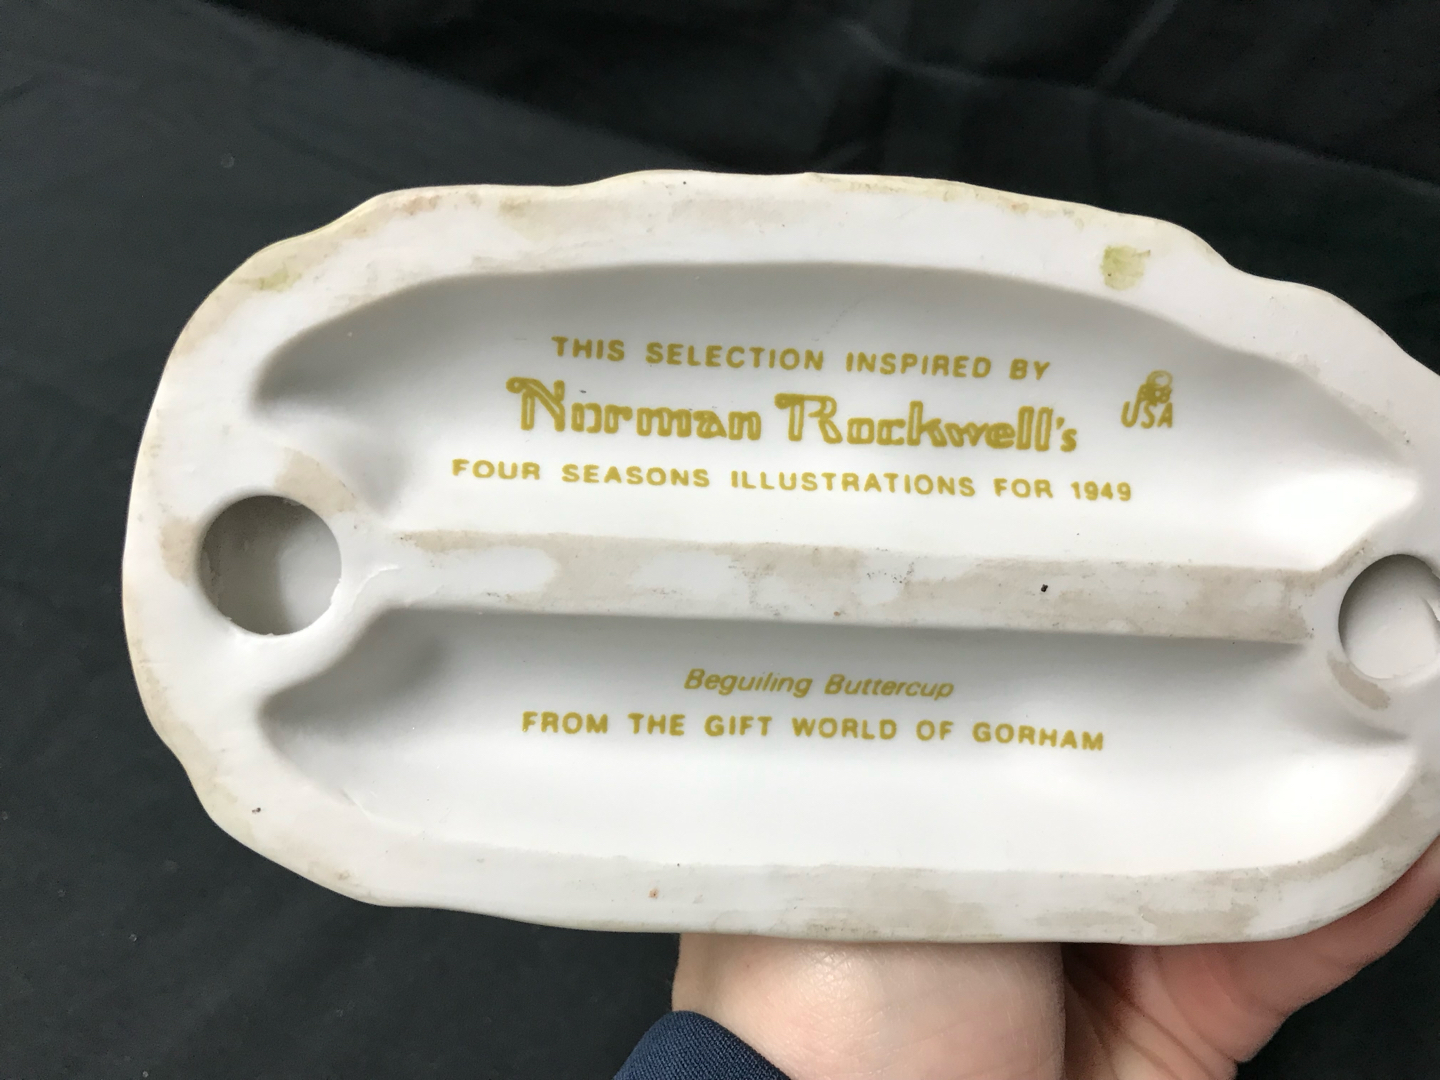 THIS SELECTION INSPIRED BY
Norman Rockwell's
USA
FOUR SEASONS ILLUSTRATIONS FOR 1949
Beguiling Buttercup
FROM THE GIFT WORLD OF GORHAM